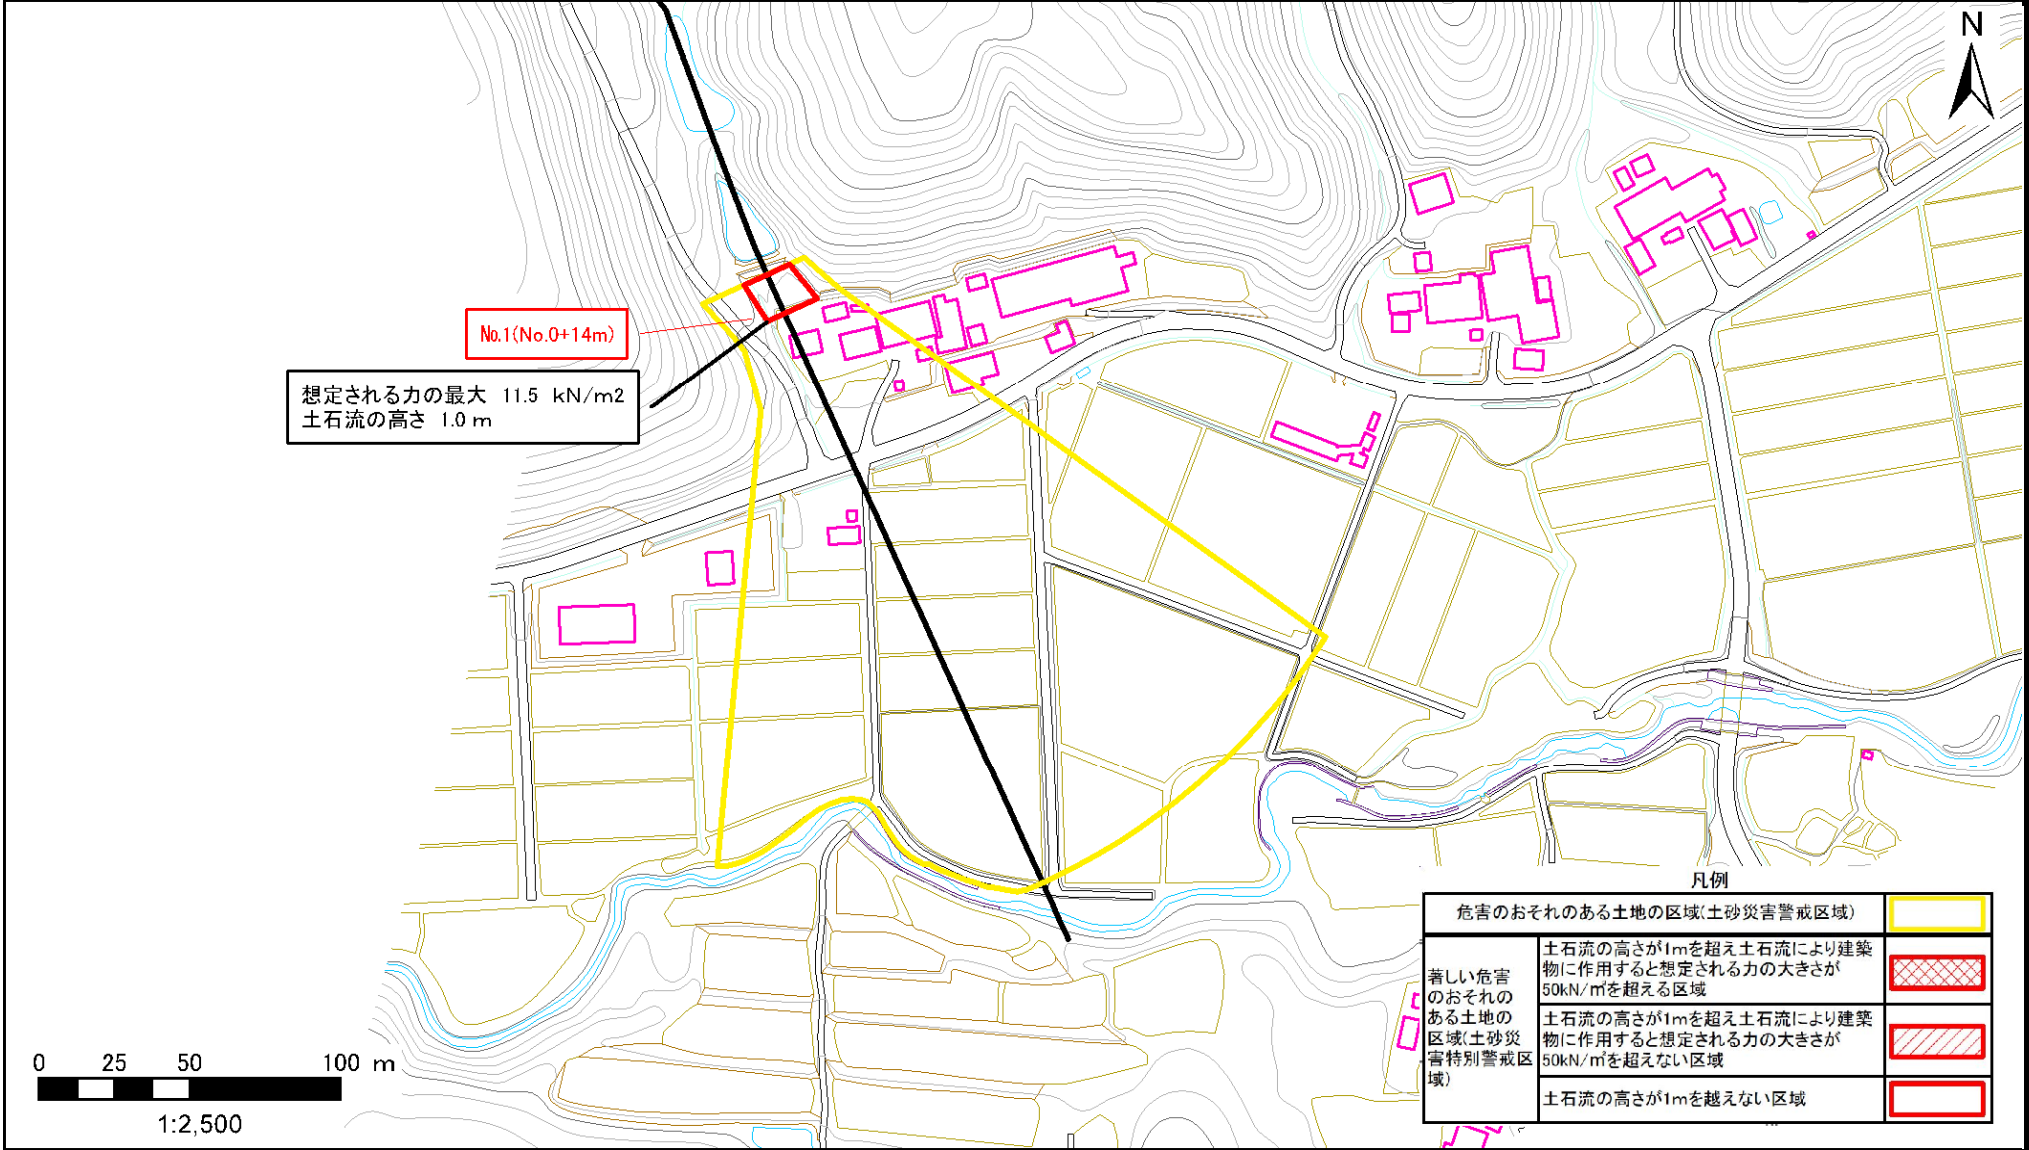 N
№.1(No.0+14m)
想定される力の最大 11.5 kN/m2
土石流の高さ 1.0 m
凡例
危害のおそれのある土地の区域(土砂災害警戒区域)
著しい危害
のおそれの
ある土地の
区域(土砂災
害特別警戒区
域)
土石流の高さが1mを超え土石流により建築
物に作用すると想定される力の大きさが
50kN/㎡を超える区域
土石流の高さが1mを超え土石流により建築
物に作用すると想定される力の大きさが
50kN/㎡を超えない区域
土石流の高さが1mを越えない区域
0 25 50 100 m
1:2,500